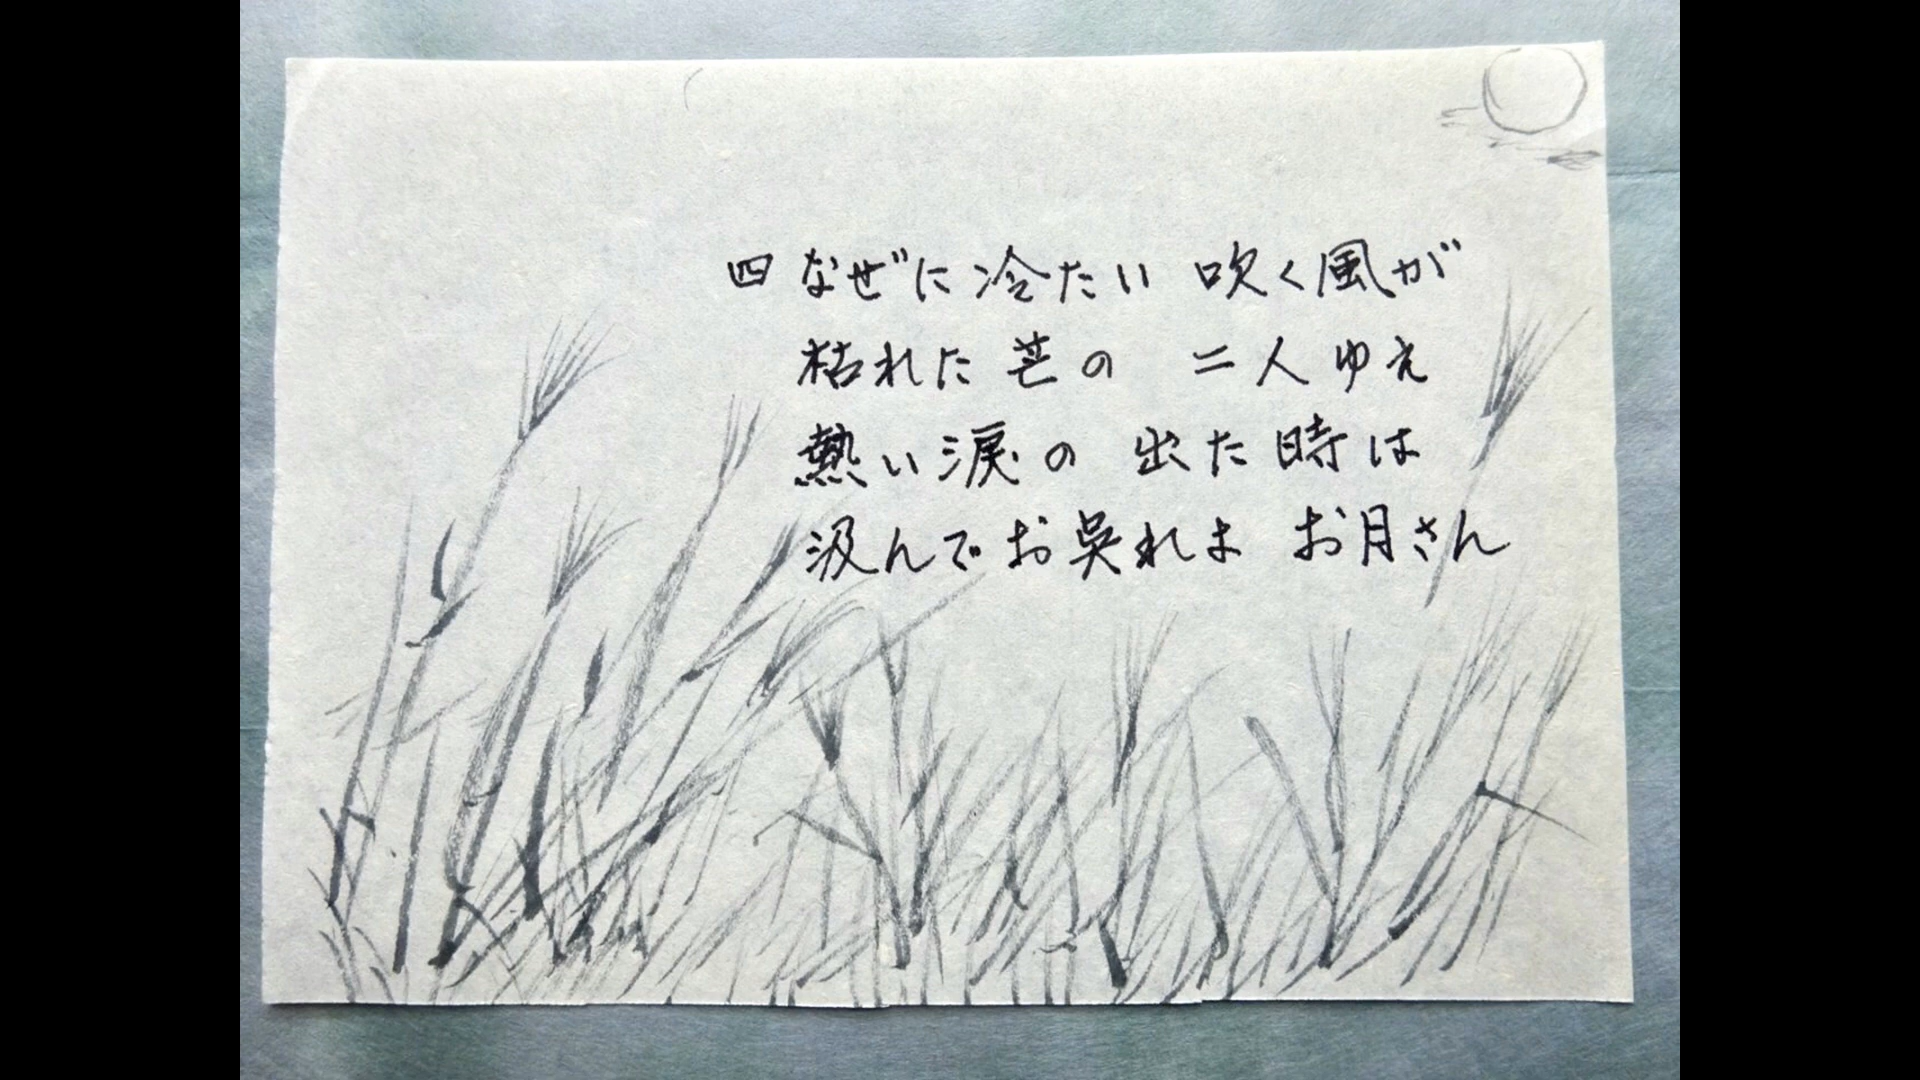 四 なぜに冷たい 吹く風が
枯れた芒の 二人ゆえ
熱い涙の 出た時は
汲んでお呉れよ お月さん